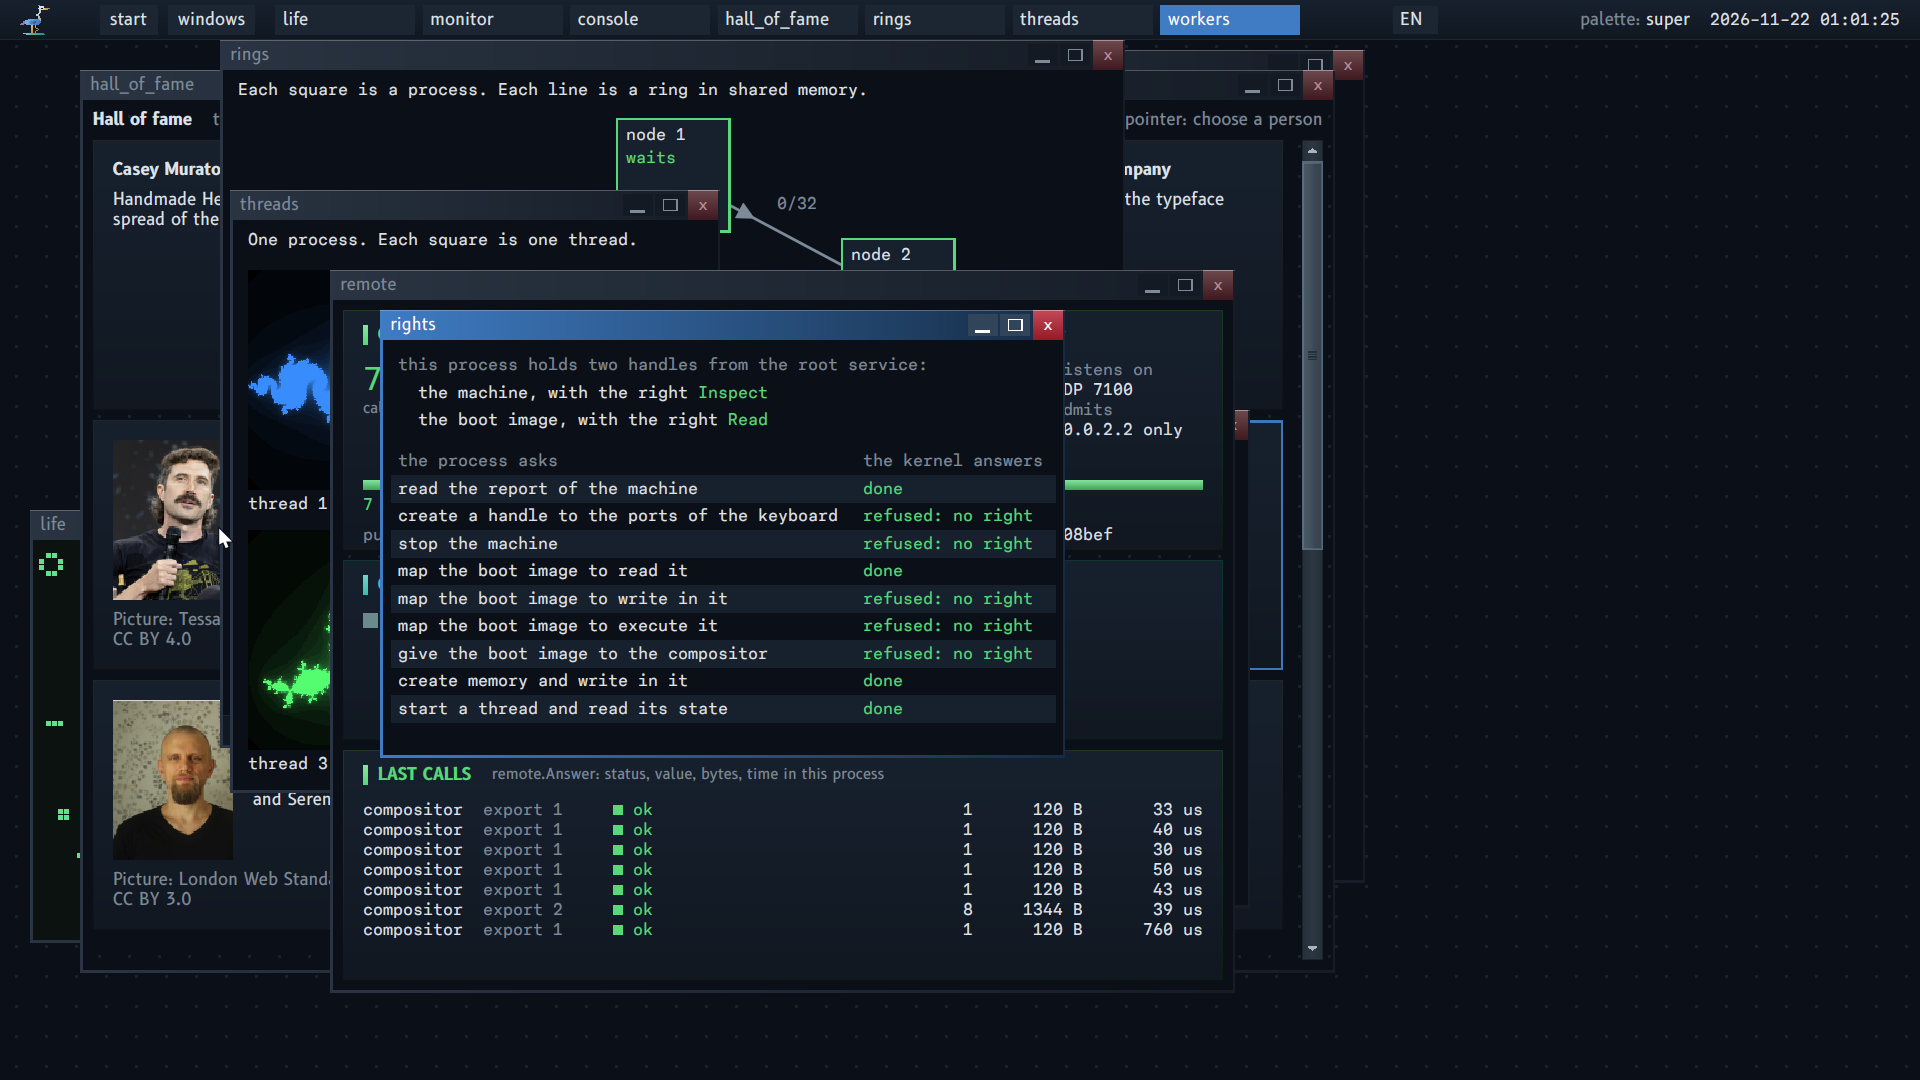 start windows life monitor console hall_of_fame rings threads workers EN palette: super 2026-11-22 01:01:25
rings
x
x
hall_of_fame
x
Each square is a process. Each line is a ring in shared memory.
Hall of fame
pointer: choose a person
node 1
waits
Casey Murato
Handmade He
spread of the
the typeface
threads
x
0/32
One process. Each square is one thread.
node 2
remote
x
rights
x
this process holds two handles from the root service:
the machine, with the right Inspect
the boot image, with the right Read
7
istens on
DP 7100
dmits
0.0.2.2 only
the process asks the kernel answers
read the report of the machine done
create a handle to the ports of the keyboard refused: no right
stop the machine refused: no right
map the boot image to read it done
map the boot image to write in it refused: no right
map the boot image to execute it refused: no right
give the boot image to the compositor refused: no right
create memory and write in it done
start a thread and read its state done
thread 1
7
08bef
life
Picture: Tessa
CC BY 4.0
thread 3
and Seren
Picture: London Web Standa
CC BY 3.0
LAST CALLS remote.Answer: status, value, bytes, time in this process
compositor export 1 ok 1 120 B 33 us
compositor export 1 ok 1 120 B 40 us
compositor export 1 ok 1 120 B 30 us
compositor export 1 ok 1 120 B 50 us
compositor export 1 ok 1 120 B 43 us
compositor export 2 ok 8 1344 B 39 us
compositor export 1 ok 1 120 B 760 us